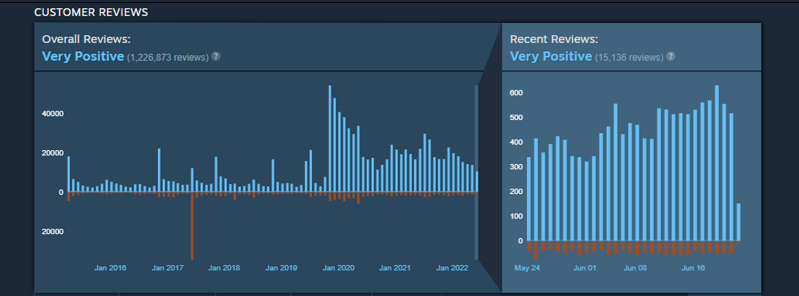 CUSTOMER REVIEWS
Overall Reviews:
Very Positive (1,226,873 reviews) ?
40000
20000
0
20000
Jan 2016 Jan 2017 Jan 2018 Jan 2019 Jan 2020 Jan 2021 Jan 2022
Recent Reviews:
Very Positive (15,136 reviews) ?
600
500
400
300
200
100
0
May 24 Jun 01 Jun 08 Jun 16